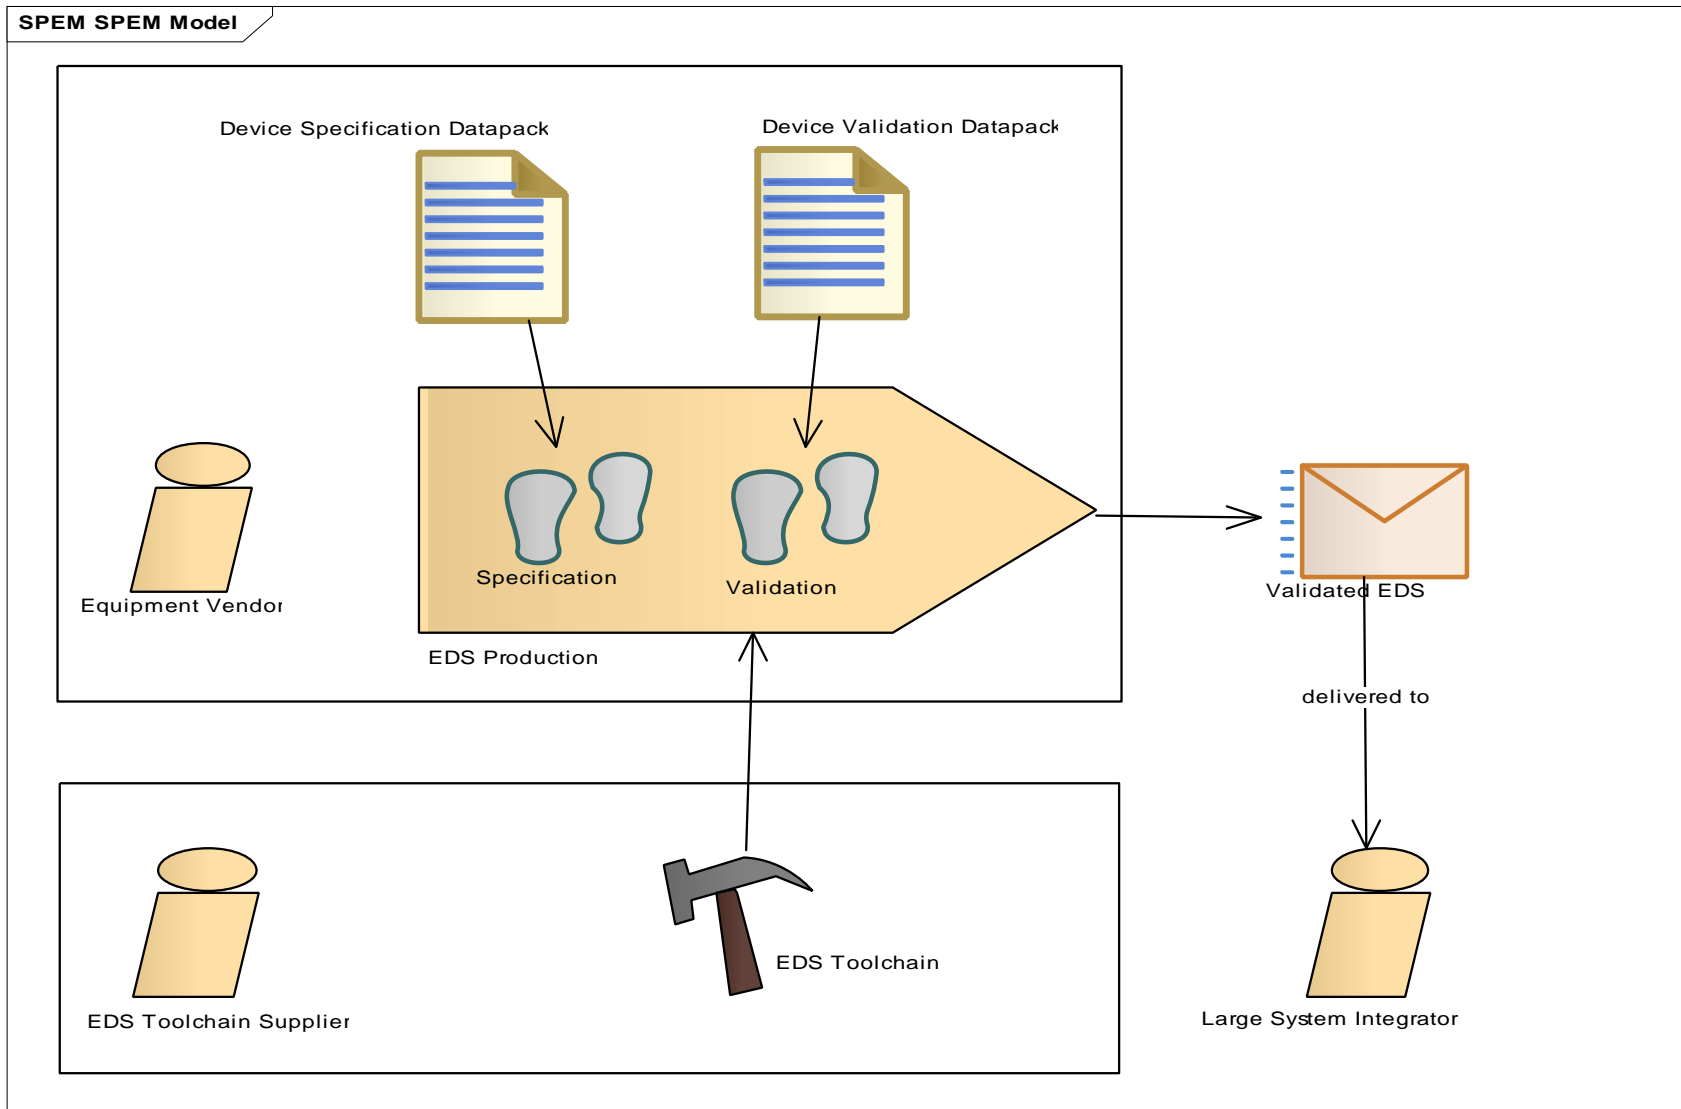 SPEM SPEM Model
Device Specification Datapack
Device Validation Datapack
Specification
Validation
Equipment Vendor
EDS Production
Validated EDS
delivered to
EDS Toolchain
EDS Toolchain Supplier
Large System Integrator